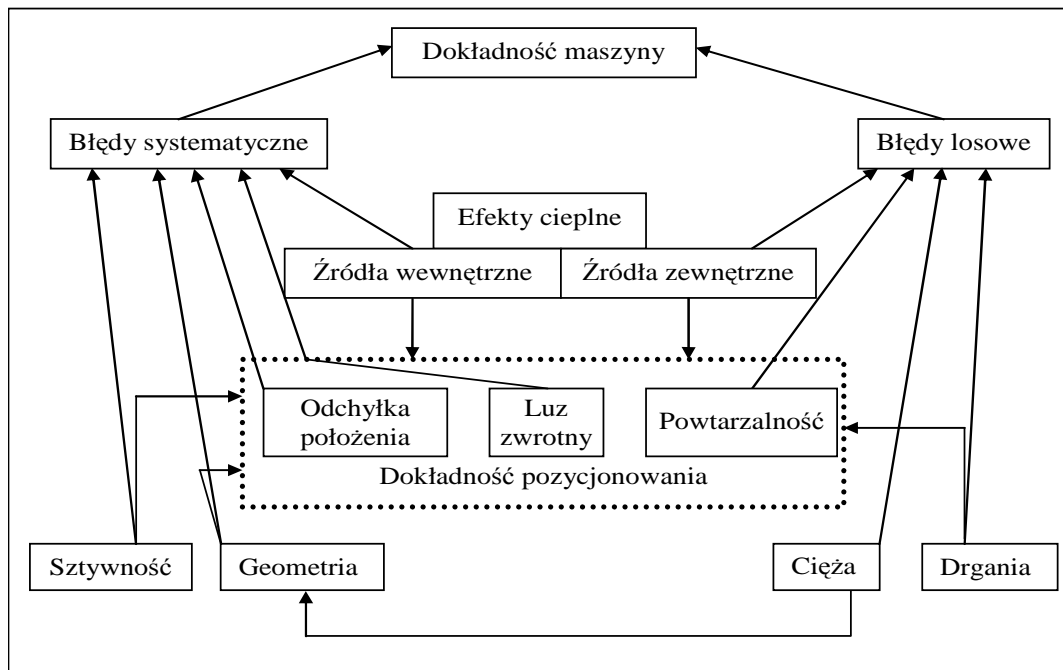 Dokładność maszyny
Błędy systematyczne
Błędy losowe
Efekty cieplne
Źródła wewnętrzne
Źródła zewnętrzne
Odchyłka
położenia
Luz
zwrotny
Powtarzalność
Dokładność pozycjonowania
Sztywność
Geometria
Cięża
Drgania